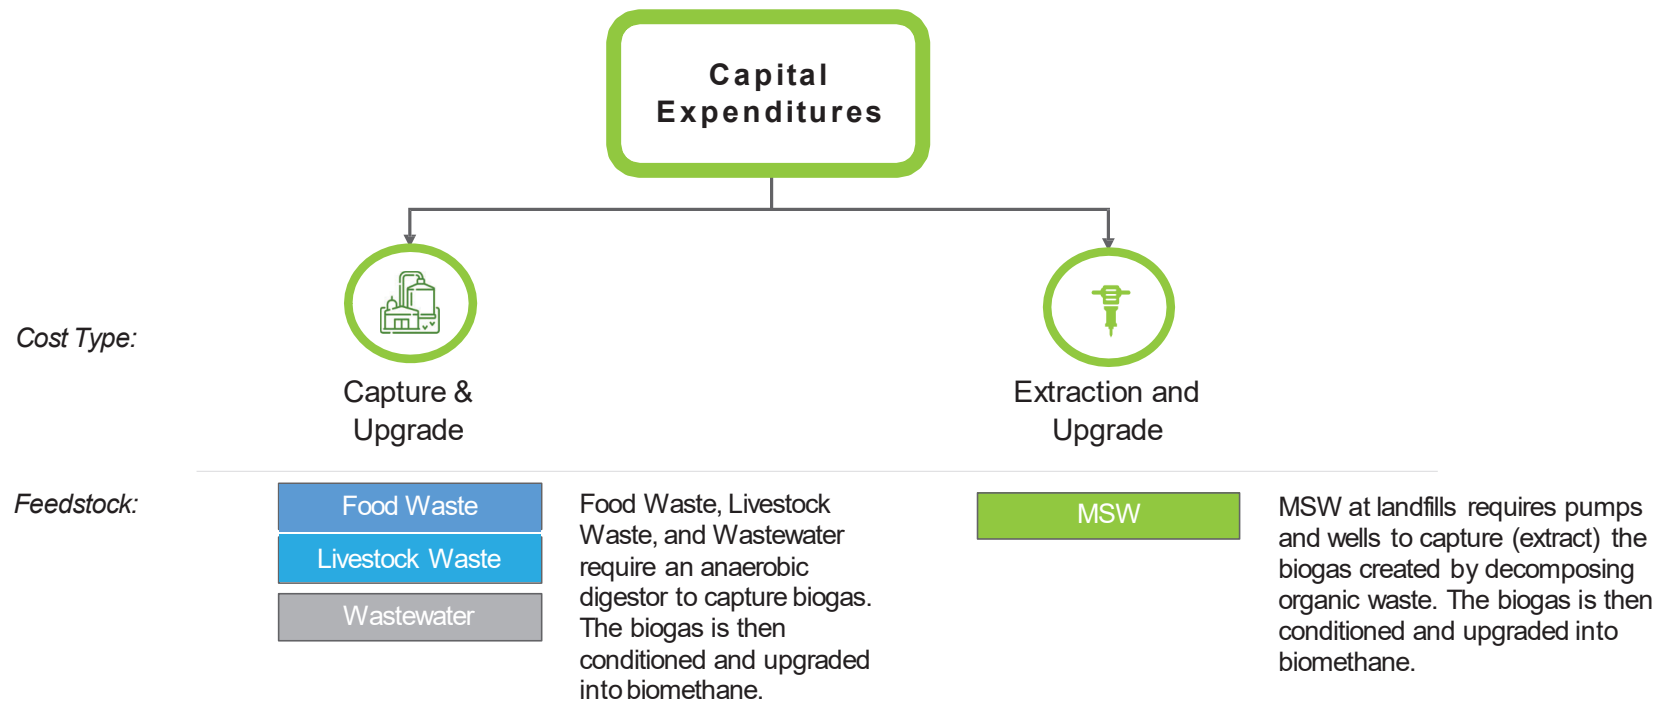 Capital
Expenditures
Cost Type:
Capture &
Upgrade
Extraction and
Upgrade
Feedstock:
Food Waste
Livestock Waste
Wastewater
Food Waste, Livestock
Waste, and Wastewater
require an anaerobic
digestor to capture biogas.
The biogas is then
conditioned and upgraded
into biomethane.
MSW
MSW at landfills requires pumps
and wells to capture (extract) the
biogas created by decomposing
organic waste. The biogas is then
conditioned and upgraded into
biomethane.